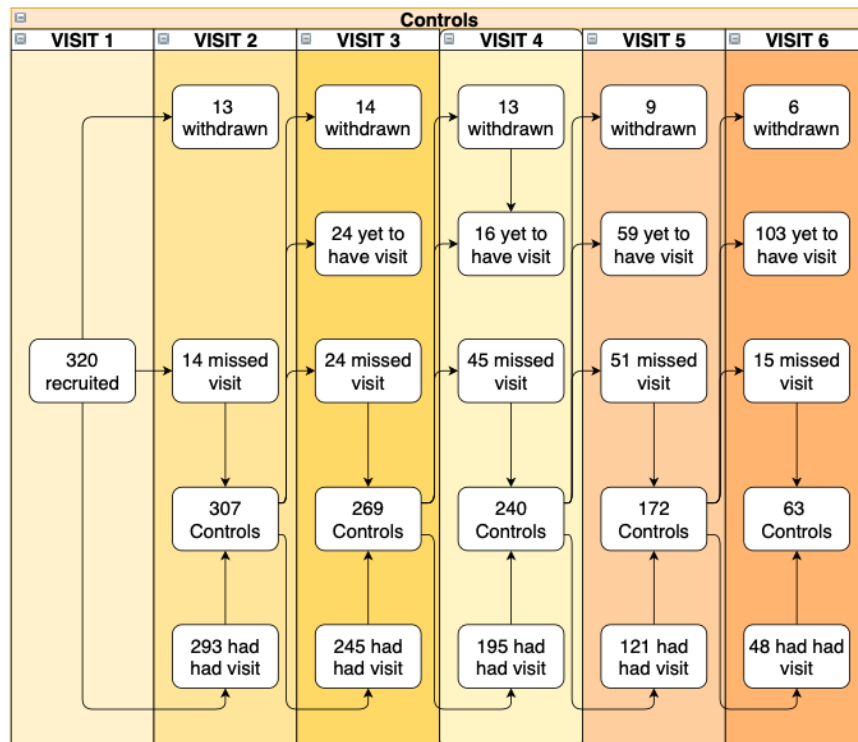 Controls
VISIT 1
VISIT 2
VISIT 3
VISIT 4
VISIT 5
VISIT 6
13
withdrawn
14
withdrawn
13
withdrawn
9
withdrawn
6
withdrawn
24 yet to
have visit
16 yet to
have visit
59 yet to
have visit
103 yet to
have visit
320
recruited
14 missed
visit
24 missed
visit
45 missed
visit
51 missed
visit
15 missed
visit
307
Controls
269
Controls
240
Controls
172
Controls
63
Controls
293 had
had visit
245 had
had visit
195 had
had visit
121 had
had visit
48 had had
visit